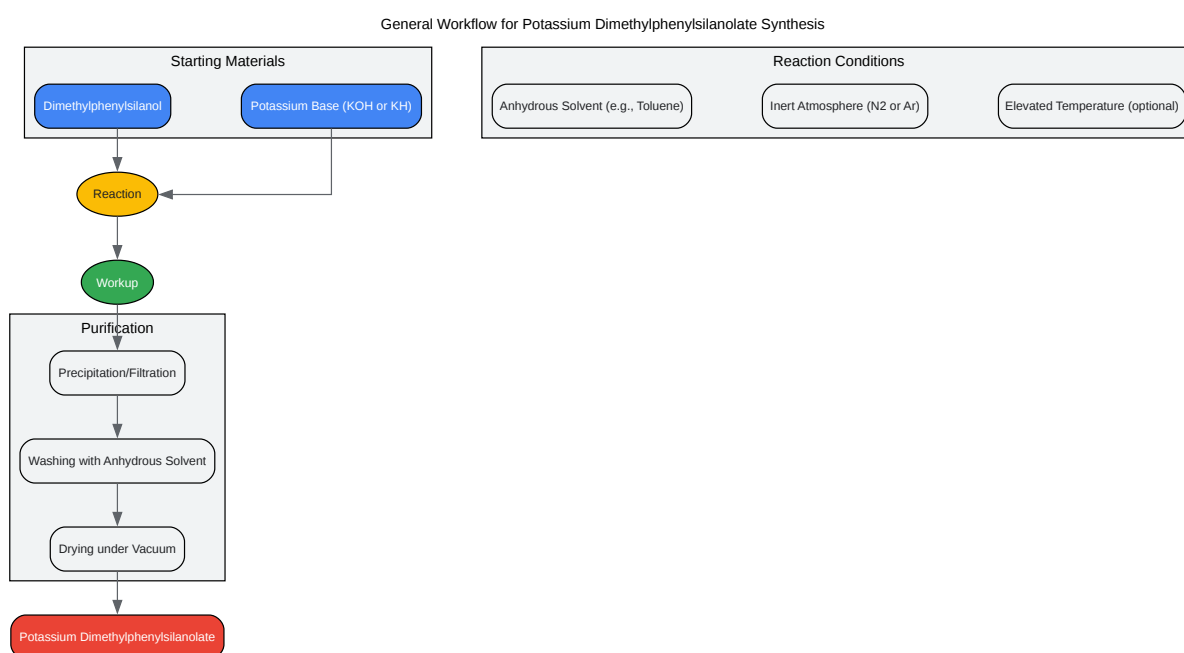 General Workflow for Potassium Dimethylphenylsilanolate Synthesis
Starting Materials
Dimethylphenylsilanol
Potassium Base (KOH or KH)
Reaction Conditions
Anhydrous Solvent (e.g., Toluene)
Inert Atmosphere (N2 or Ar)
Elevated Temperature (optional)
Reaction
Workup
Purification
Precipitation/Filtration
Washing with Anhydrous Solvent
Drying under Vacuum
Potassium Dimethylphenylsilanolate